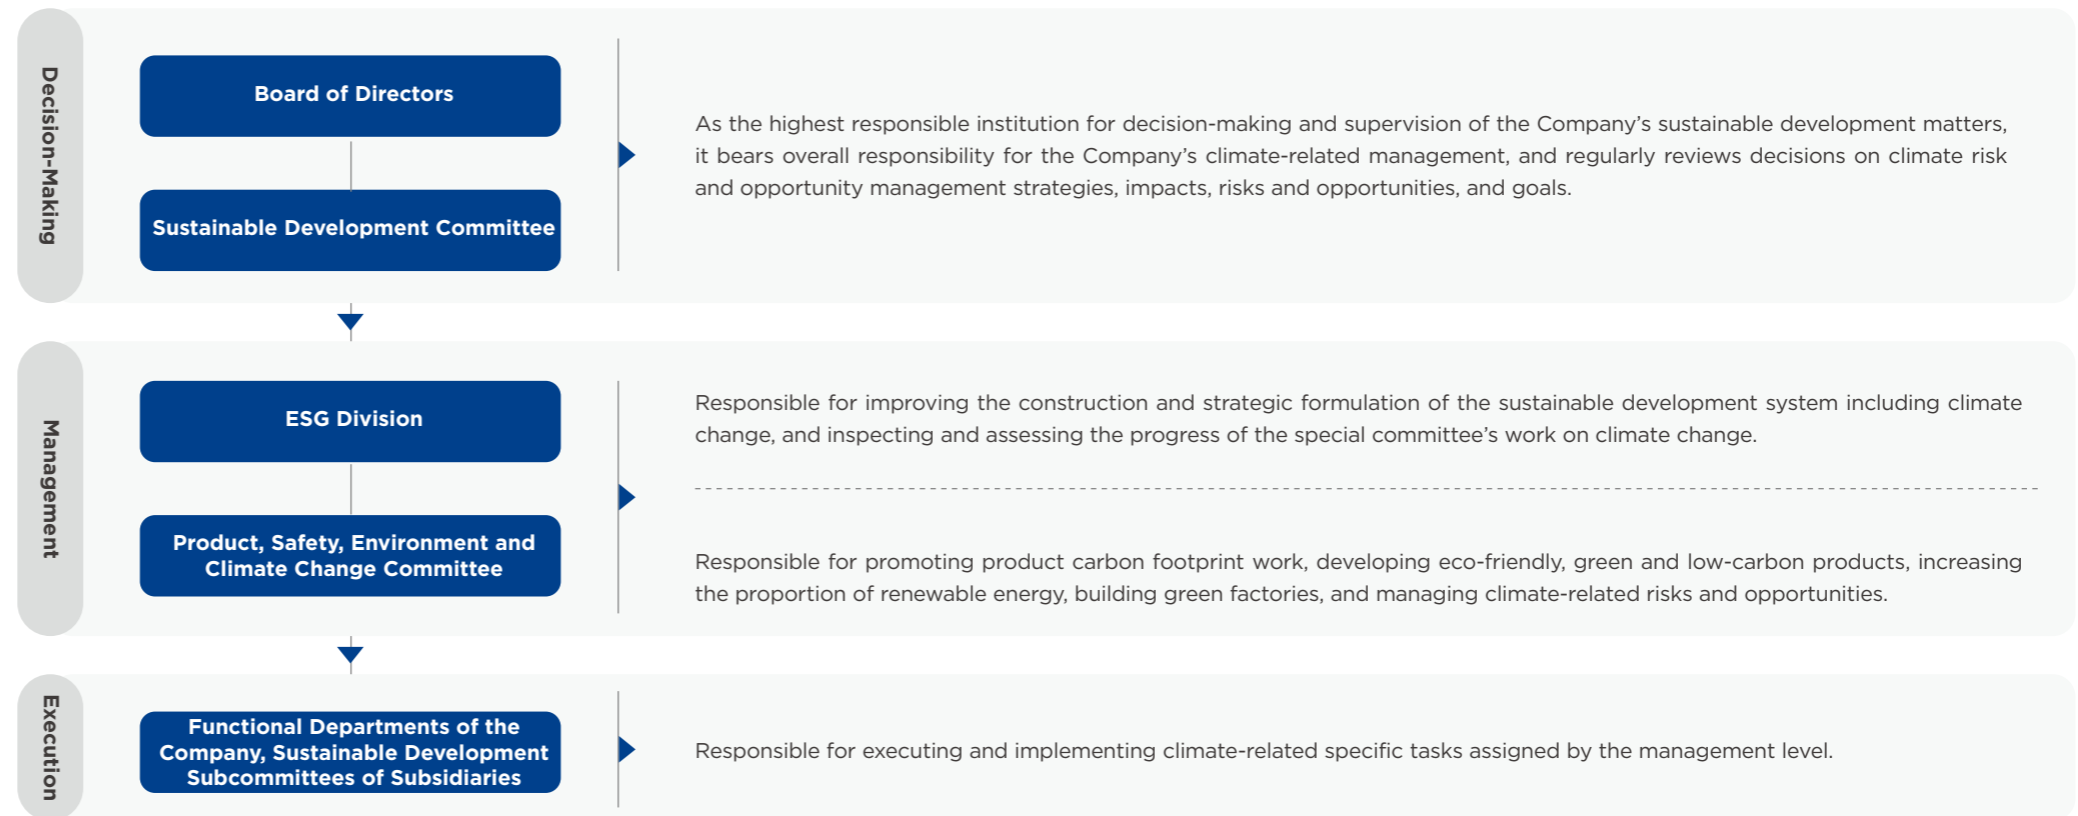 Decision-Making
Board of Directors
Sustainable Development Committee
As the highest responsible institution for decision-making and supervision of the Company’s sustainable development matters,
it bears overall responsibility for the Company’s climate-related management, and regularly reviews decisions on climate risk
and opportunity management strategies, impacts, risks and opportunities, and goals.
Management
ESG Division
Responsible for improving the construction and strategic formulation of the sustainable development system including climate
change, and inspecting and assessing the progress of the special committee’s work on climate change.
Product, Safety, Environment and
Climate Change Committee
Responsible for promoting product carbon footprint work, developing eco-friendly, green and low-carbon products, increasing
the proportion of renewable energy, building green factories, and managing climate-related risks and opportunities.
Execution
Functional Departments of the
Company, Sustainable Development
Subcommittees of Subsidiaries
Responsible for executing and implementing climate-related specific tasks assigned by the management level.